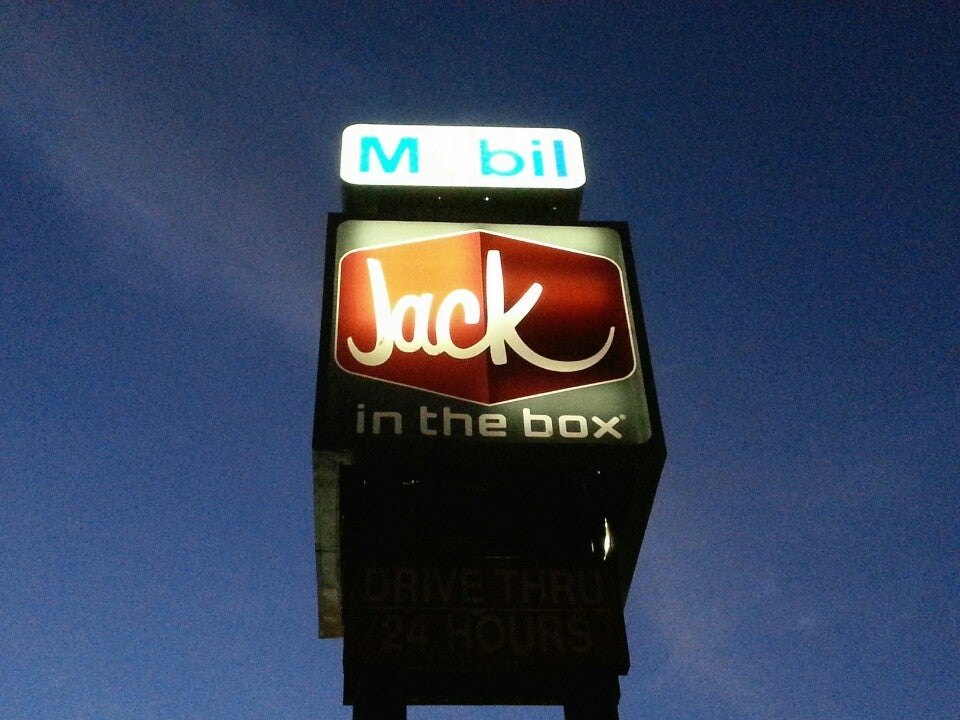 M bil
Jack
in the box
DRIVE THRU
24 HOURS